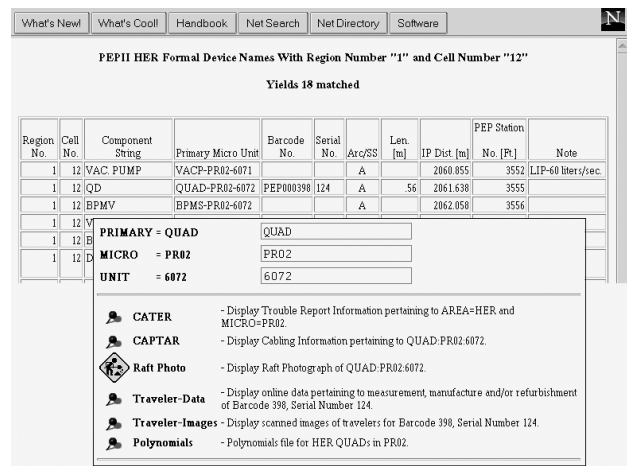 What's New! What's Cool! Handbook Net Search Net Directory Software N
PEPII HER Formal Device Names With Region Number "1" and Cell Number "12"
Yields 18 matched
Region No. Cell No. Component String Primary Micro Unit Barcode No. Serial No. Arc/SS Len. [m] IP Dist. [m] PEP Station No. [Ft.] Note
1 12 VAC. PUMP VACP-PR02-6071 A 2060.855 3552 LIP-60 liters/sec.
1 12 QD QUAD-PR02-6072 PEP000398 124 A .56 2061.638 3555
1 12 BPMV BPMS-PR02-6072 A 2062.058 3556
1 12 V
1 12 B
1 12 D
PRIMARY = QUAD QUAD
MICRO = PR02 PR02
UNIT = 6072 6072
CATER - Display Trouble Report Information pertaining to AREA=HER and
MICRO=PR02.
CAPTAR - Display Cabling Information pertaining to QUAD:PR02:6072.
Raft Photo - Display Raft Photograph of QUAD:PR02:6072.
Traveler-Data - Display online data pertaining to measurement, manufacture and/or refurbishment
of Barcode 398, Serial Number 124.
Traveler-Images - Display scanned images of travelers for Barcode 398, Serial Number 124.
Polynomials - Polynomials file for HER QUADs in PR02.